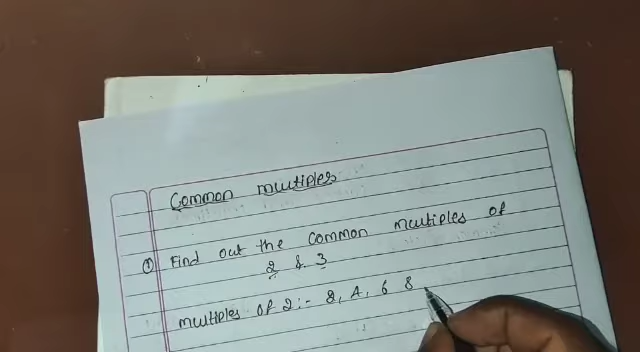 Common multiples
① Find out the common multiples of
2 & 3
multiples of 2:- 2, 4, 6 8